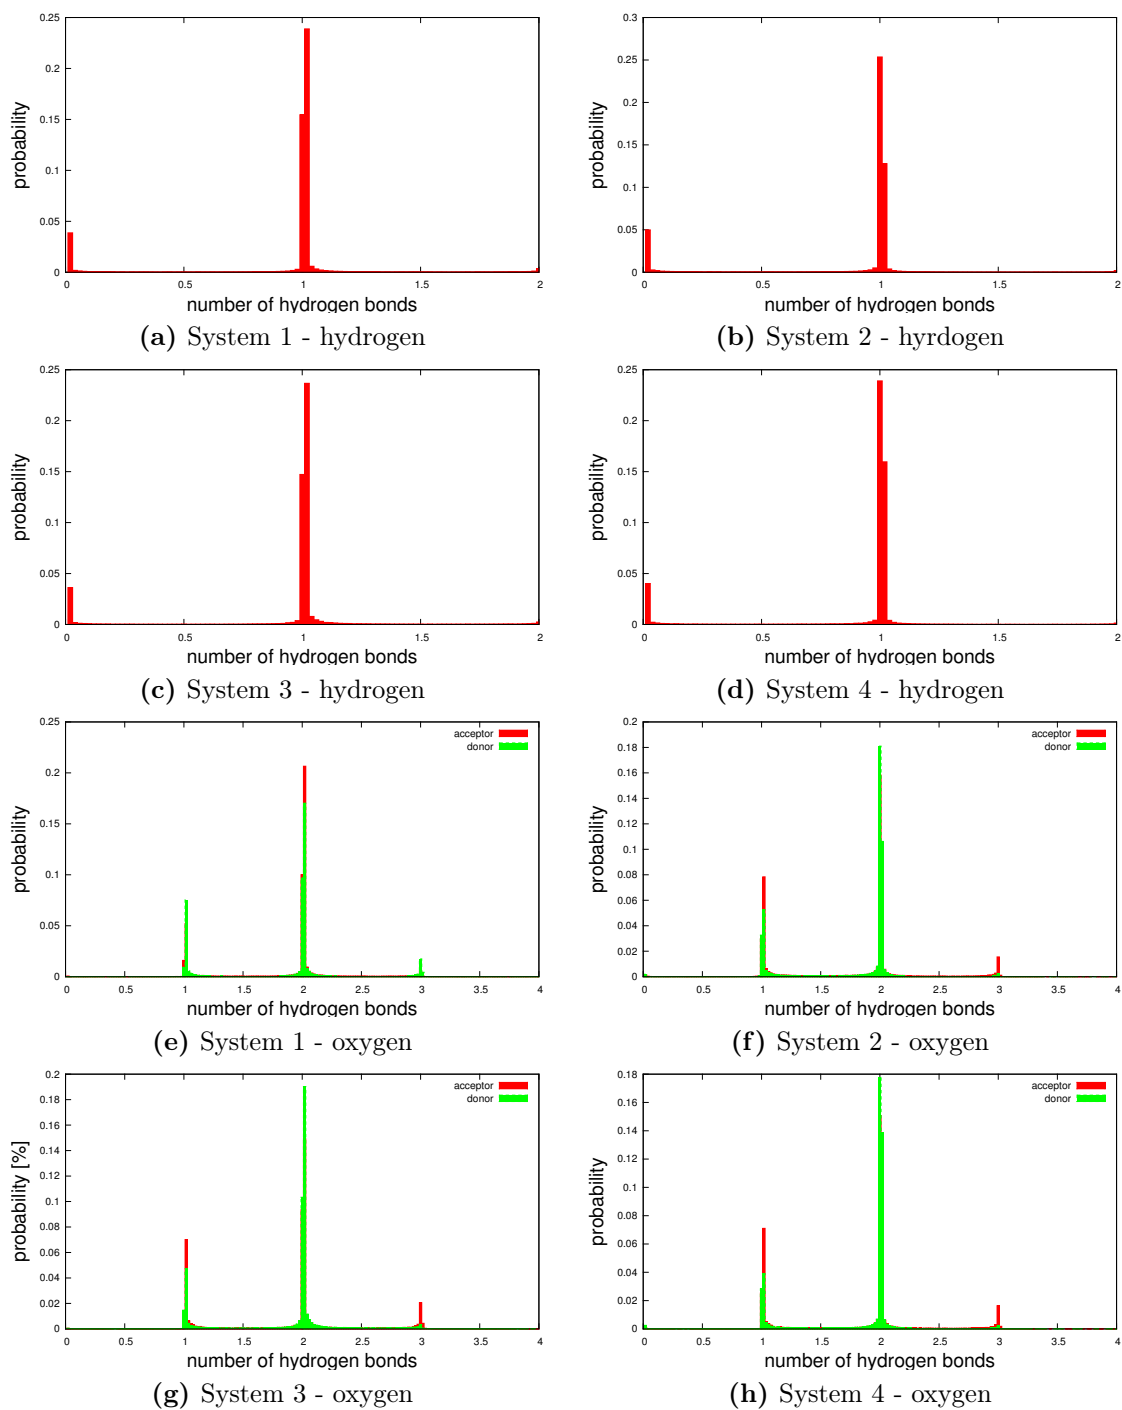 0.25
0.2
0.15
0.1
0.05
0
probability
0 0.5 1 1.5 2
number of hydrogen bonds
(a) System 1 - hydrogen
0.3
0.25
0.2
0.15
0.1
0.05
0
probability
0 0.5 1 1.5 2
number of hydrogen bonds
(b) System 2 - hyrdogen
0.25
0.2
0.15
0.1
0.05
0
probability
0 0.5 1 1.5 2
number of hydrogen bonds
(c) System 3 - hydrogen
0.25
0.2
0.15
0.1
0.05
0
probability
0 0.5 1 1.5 2
number of hydrogen bonds
(d) System 4 - hydrogen
0.25
0.2
0.15
0.1
0.05
0
probability
acceptor
donor
0 0.5 1 1.5 2 2.5 3 3.5 4
number of hydrogen bonds
(e) System 1 - oxygen
0.2
0.18
0.16
0.14
0.12
0.1
0.08
0.06
0.04
0.02
0
probability
acceptor
donor
0 0.5 1 1.5 2 2.5 3 3.5 4
number of hydrogen bonds
(f) System 2 - oxygen
0.2
0.18
0.16
0.14
0.12
0.1
0.08
0.06
0.04
0.02
0
probability [%]
acceptor
donor
0 0.5 1 1.5 2 2.5 3 3.5 4
number of hydrogen bonds
(g) System 3 - oxygen
0.18
0.16
0.14
0.12
0.1
0.08
0.06
0.04
0.02
0
probability
acceptor
donor
0 0.5 1 1.5 2 2.5 3 3.5 4
number of hydrogen bonds
(h) System 4 - oxygen